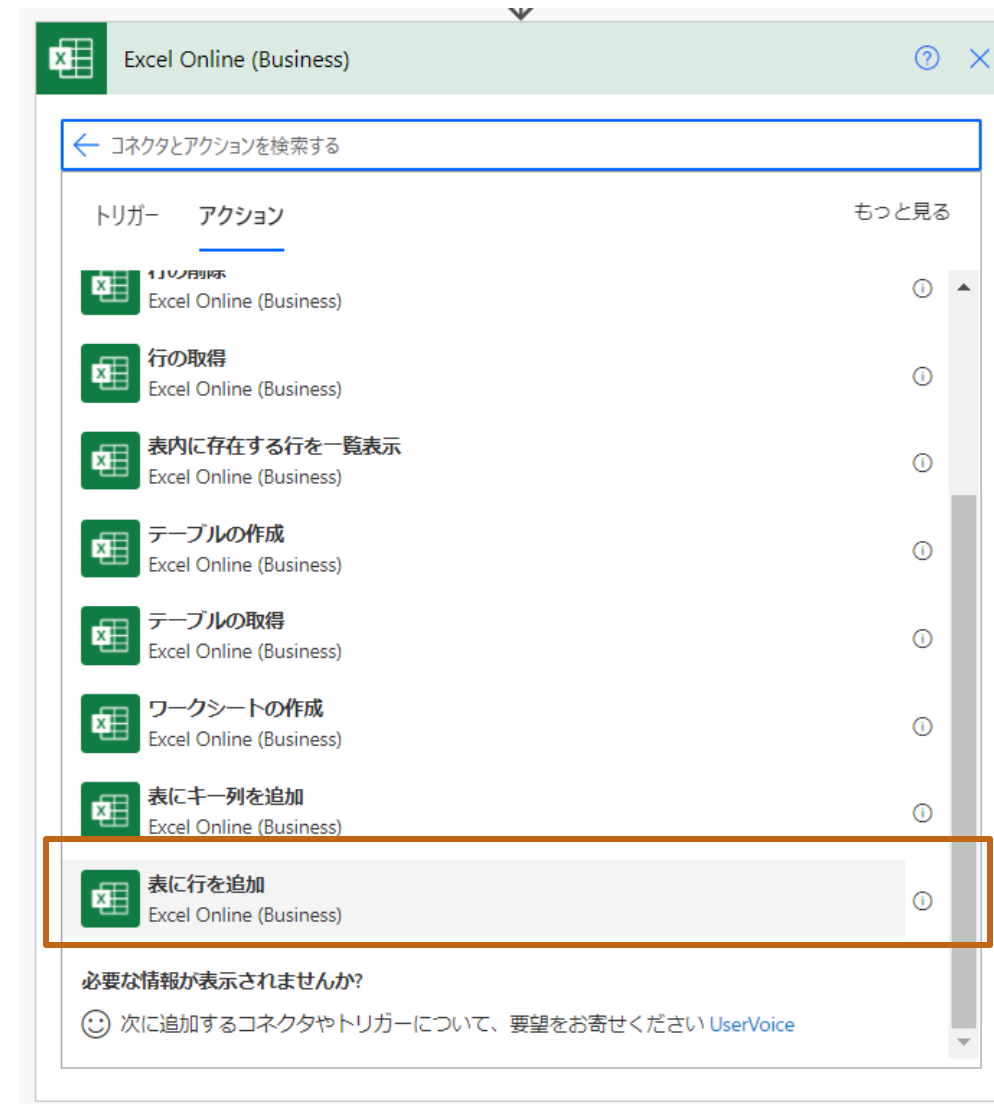 Excel Online (Business)
コネクタとアクションを検索する
トリガー アクション もっと見る
行の削除
Excel Online (Business)
行の取得
Excel Online (Business)
表内に存在する行を一覧表示
Excel Online (Business)
テーブルの作成
Excel Online (Business)
テーブルの取得
Excel Online (Business)
ワークシートの作成
Excel Online (Business)
表にキー列を追加
Excel Online (Business)
表に行を追加
Excel Online (Business)
必要な情報が表示されませんか?
次に追加するコネクタやトリガーについて、要望をお寄せください UserVoice